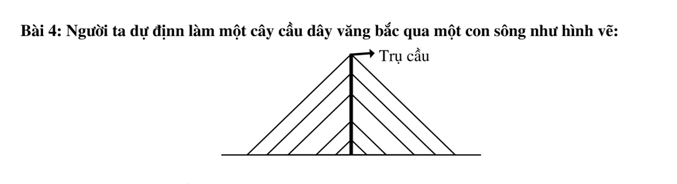 Bài 4: Người ta dự địnn làm một cây cầu dây văng bắc qua một con sông như hình vẽ:
Trụ cầu